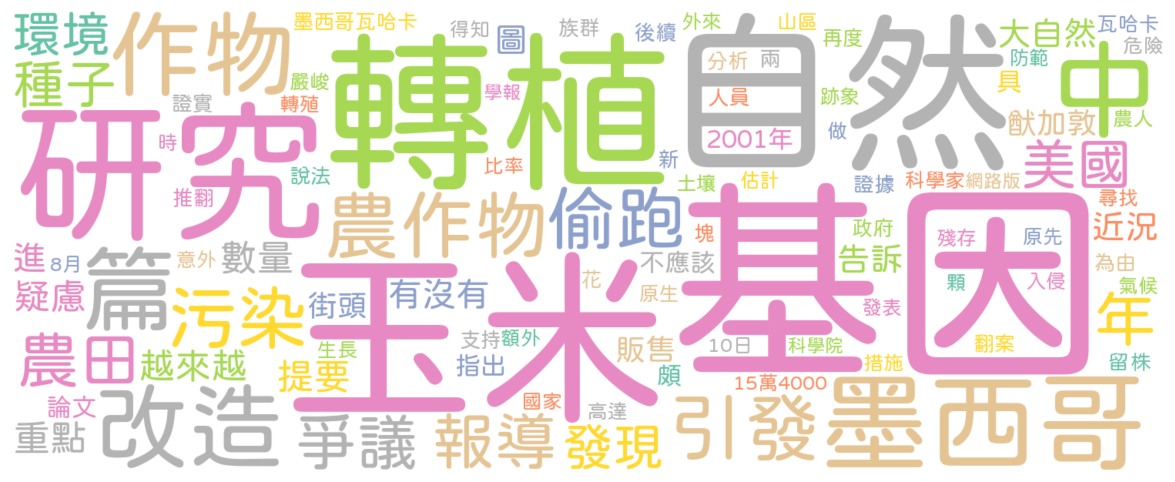 環境
作物
墨西哥瓦哈卡
得知
圖
族群
後續
外來
山區
再度
大自然
瓦哈卡
危險
種子
嚴峻
轉植
自然
分析
兩
防範
中
證實
轉殖
學報
人員
跡象
具
農人
研究
時
2001年
做
猷加敦
美國
說法
比率
新
推翻
土壤
估計
證據
科學家
網路版
尋找
近況
農作物
偷跑
塊
基因
政府
殘存
原先
進
8月
篇
意外
數量
不應該
告訴
為由
疑慮
污染
街頭
有沒有
玉米
花
原生
發表
顆
入侵
氣候
年
農田
越來越
生長
提要
支持
額外
指出
販售
10日
科學院
翻案
頗
措施
留株
論文
改造
國家
15萬4000
重點
爭議
報導
高達
發現
引發
墨西哥